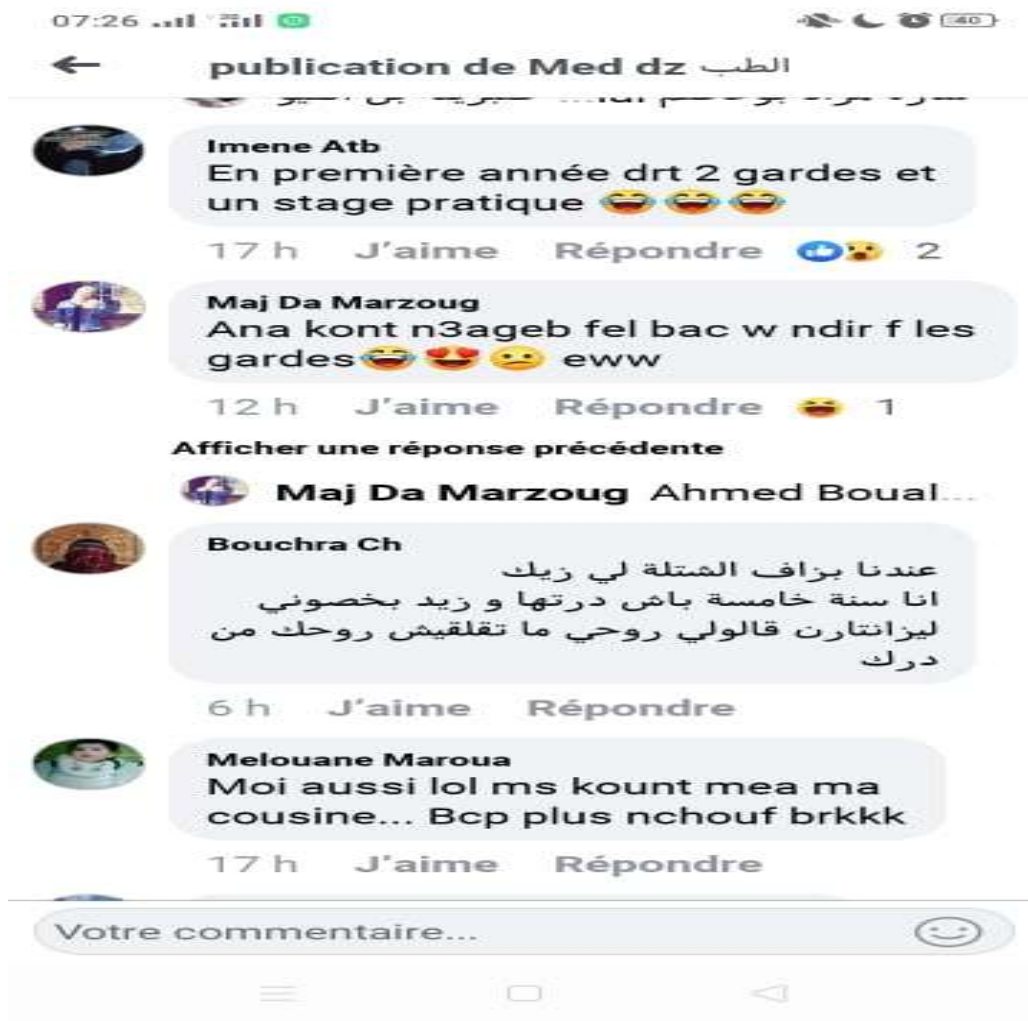 07:26
40
publication de Med dz الطب
Imene Atb
En première année drt 2 gardes et
un stage pratique 😂😂😂
17 h J'aime Répondre 2
Maj Da Marzoug
Ana kont n3ageb fel bac w ndir f les
gardes😂😍😕 eww
12 h J'aime Répondre 1
Afficher une réponse précédente
Maj Da Marzoug Ahmed Boual...
Bouchra Ch
عندنا بزاف الشتلة لي زيك
انا سنة خامسة باش درتها و زيد بخصوني
ليزانتارن قالولي روحي ما تقلقيش روحك من
درك
6 h J'aime Répondre
Melouane Maroua
Moi aussi lol ms kount mea ma
cousine... Bcp plus nchouf brkkk
17 h J'aime Répondre
Votre commentaire...